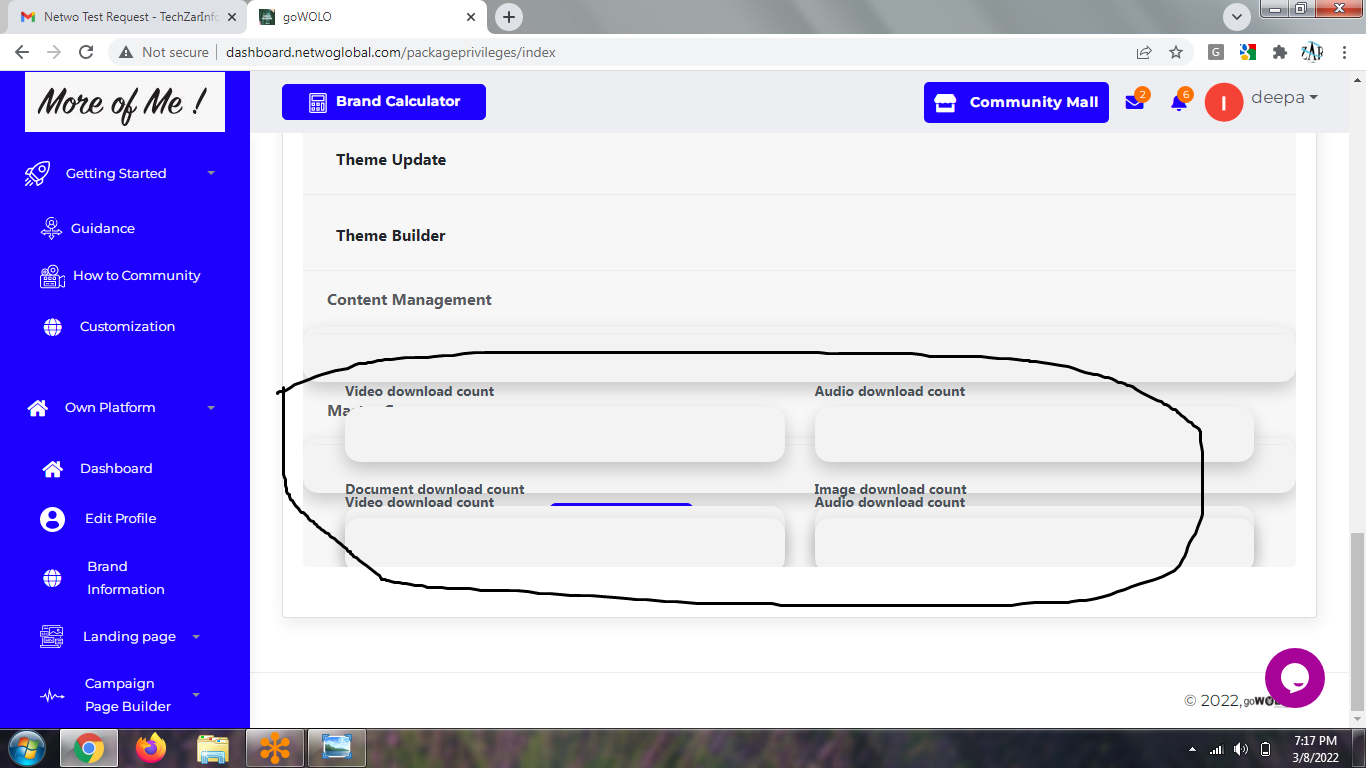 Netwo Test Request - TechZarInfo
goWOLO
Not secure
dashboard.netwoglobal.com/packageprivileges/index
G
More of Me !
Brand Calculator
Community Mall
2
6
I
deepa
Getting Started
Guidance
How to Community
Customization
Own Platform
Dashboard
Edit Profile
Brand
Information
Landing page
Campaign
Page Builder
Theme Update
Theme Builder
Content Management
Video download count
Audio download count
Document download count
Image download count
Video download count
Audio download count
© 2022,
7:17 PM
3/8/2022